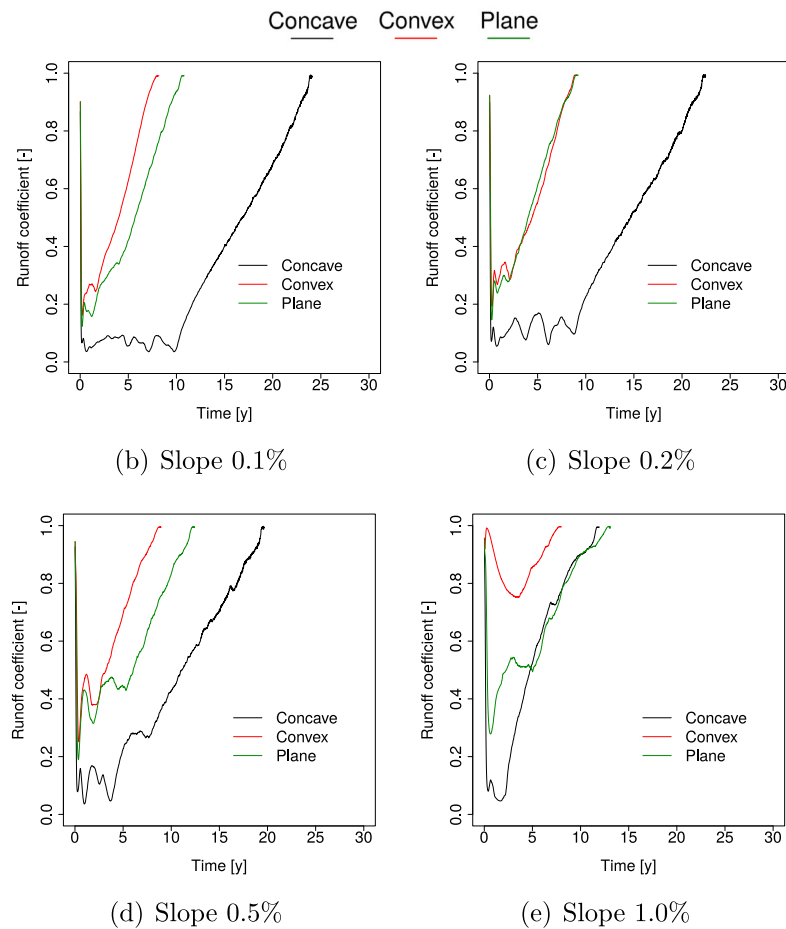 Concave Convex Plane
Runoff coefficient [-]
0.0 0.2 0.4 0.6 0.8 1.0
Concave
Convex
Plane
0 5 10 15 20 25 30
Time [y]
(b) Slope 0.1%
Runoff coefficient [-]
0.0 0.2 0.4 0.6 0.8 1.0
Concave
Convex
Plane
0 5 10 15 20 25 30
Time [y]
(c) Slope 0.2%
Runoff coefficient [-]
0.0 0.2 0.4 0.6 0.8 1.0
Concave
Convex
Plane
0 5 10 15 20 25 30
Time [y]
(d) Slope 0.5%
Runoff coefficient [-]
0.0 0.2 0.4 0.6 0.8 1.0
Concave
Convex
Plane
0 5 10 15 20 25 30
Time [y]
(e) Slope 1.0%